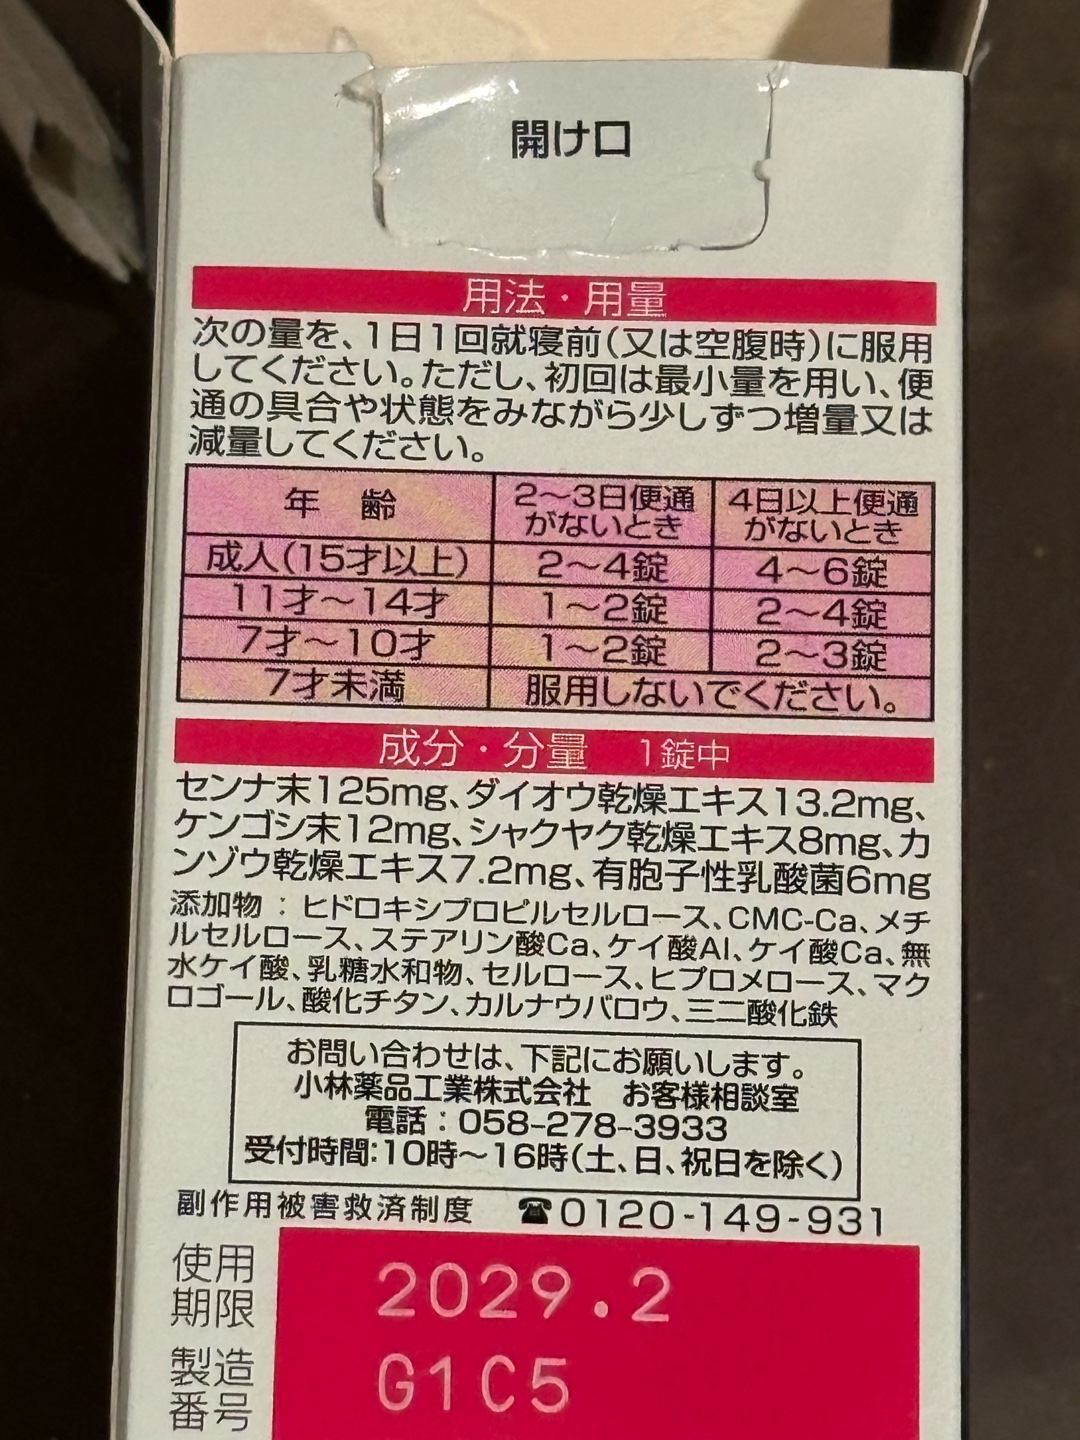 開け口
用法・用量
次の量を、1日1回就寝前(又は空腹時)に服用
してください。ただし、初回は最小量を用い、便
通の具合や状態をみながら少しずつ増量又は
減量してください。
年　齢　2〜3日便通がないとき　4日以上便通がないとき
成人(15才以上)　2〜4錠　4〜6錠
11才〜14才　1〜2錠　2〜4錠
7才〜10才　1〜2錠　2〜3錠
7才未満　服用しないでください。
成分・分量　1錠中
センナ末125mg、ダイオウ乾燥エキス13.2mg、
ケンゴシ末12mg、シャクヤク乾燥エキス8mg、カ
ンゾウ乾燥エキス7.2mg、有胞子性乳酸菌6mg
添加物：ヒドロキシプロピルセルロース、CMC-Ca、メチ
ルセルロース、ステアリン酸Ca、ケイ酸Al、ケイ酸Ca、無
水ケイ酸、乳糖水和物、セルロース、ヒプロメロース、マク
ロゴール、酸化チタン、カルナウバロウ、三二酸化鉄
お問い合わせは、下記にお願いします。
小林薬品工業株式会社　お客様相談室
電話：058-278-3933
受付時間:10時〜16時(土、日、祝日を除く)
副作用被害救済制度　☎0120-149-931
使用期限　2029.2
製造番号　G1C5